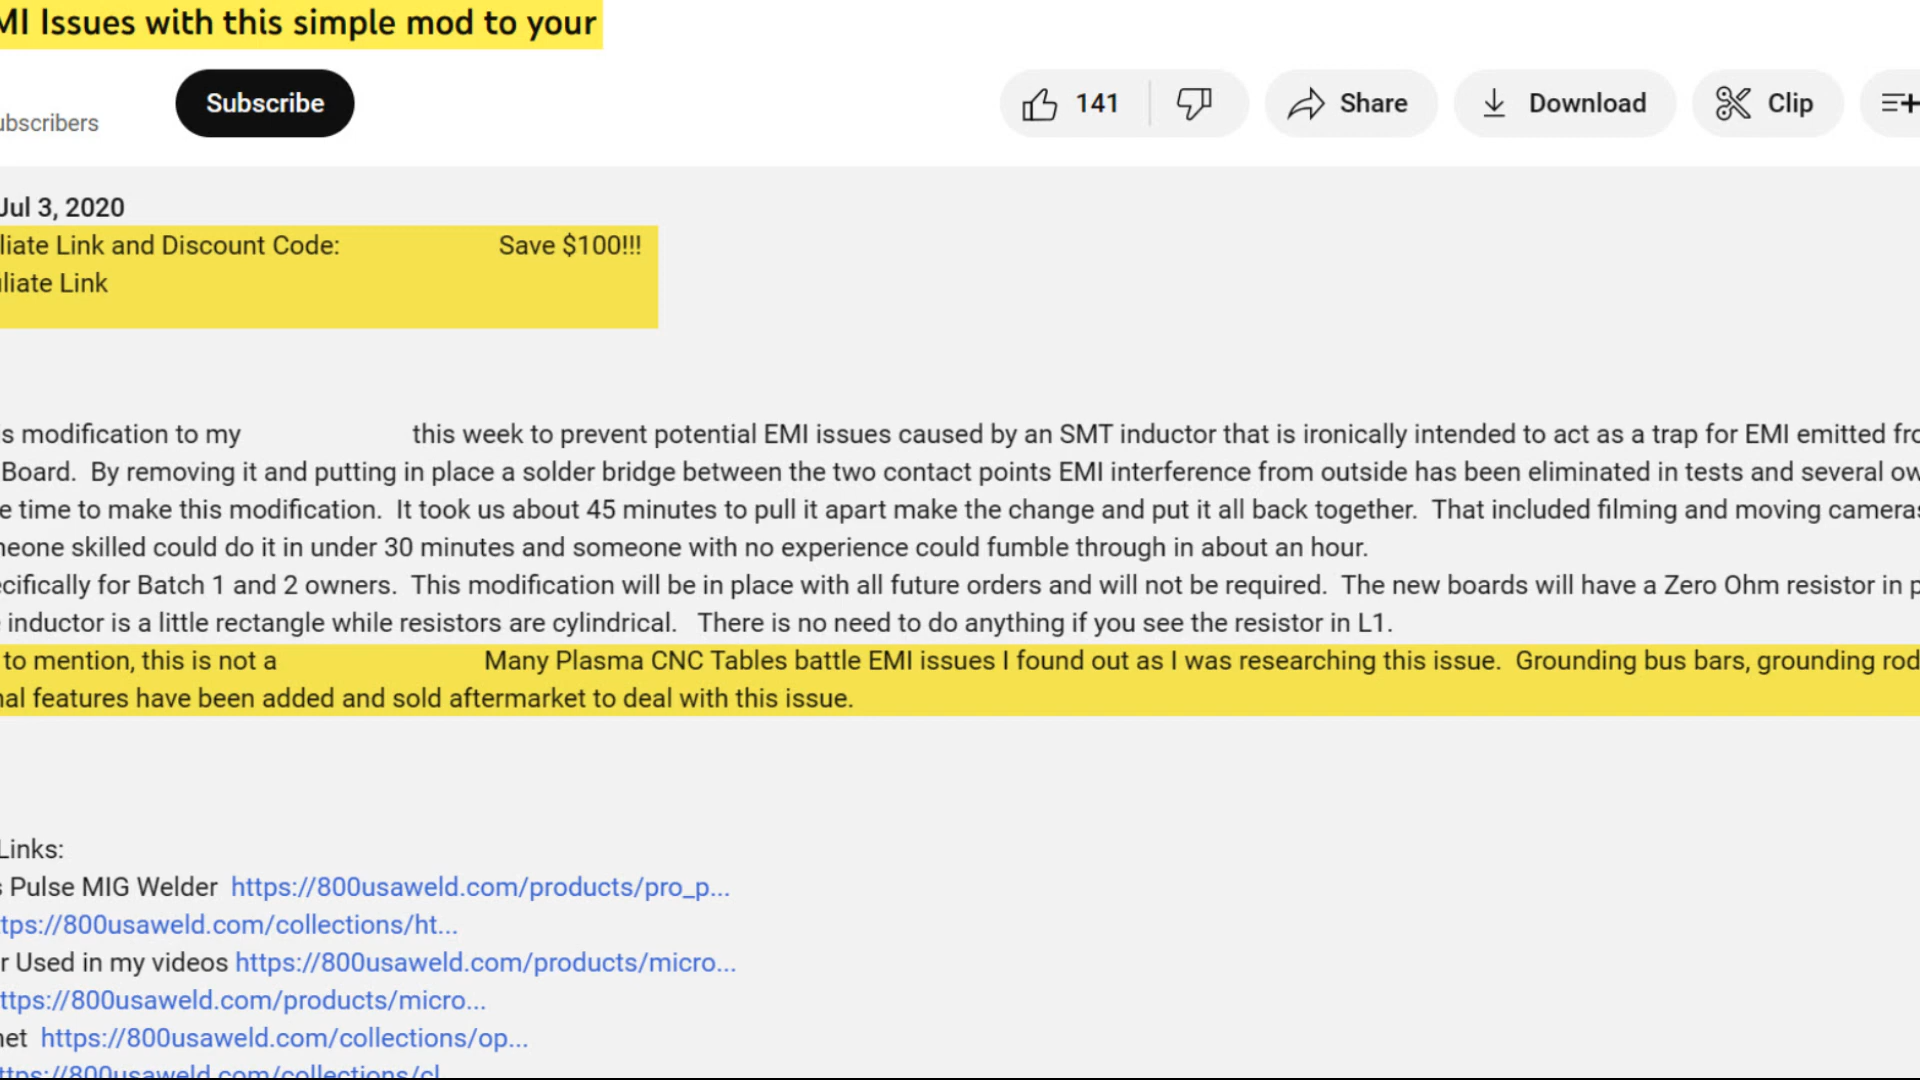 MI Issues with this simple mod to your
Subscribe
141
Share
Download
Clip
ubscribers
Jul 3, 2020
liate Link and Discount Code: Save $100!!!
iliate Link
s modification to my this week to prevent potential EMI issues caused by an SMT inductor that is ironically intended to act as a trap for EMI emitted fro
Board. By removing it and putting in place a solder bridge between the two contact points EMI interference from outside has been eliminated in tests and several ow
e time to make this modification. It took us about 45 minutes to pull it apart make the change and put it all back together. That included filming and moving cameras
meone skilled could do it in under 30 minutes and someone with no experience could fumble through in about an hour.
ecifically for Batch 1 and 2 owners. This modification will be in place with all future orders and will not be required. The new boards will have a Zero Ohm resistor in p
inductor is a little rectangle while resistors are cylindrical. There is no need to do anything if you see the resistor in L1.
to mention, this is not a Many Plasma CNC Tables battle EMI issues I found out as I was researching this issue. Grounding bus bars, grounding rod
nal features have been added and sold aftermarket to deal with this issue.
Links:
s Pulse MIG Welder https://800usaweld.com/products/pro_p...
ttps://800usaweld.com/collections/ht...
r Used in my videos https://800usaweld.com/products/micro...
ttps://800usaweld.com/products/micro...
net https://800usaweld.com/collections/op...
ttps://800usaweld.com/collections/cl